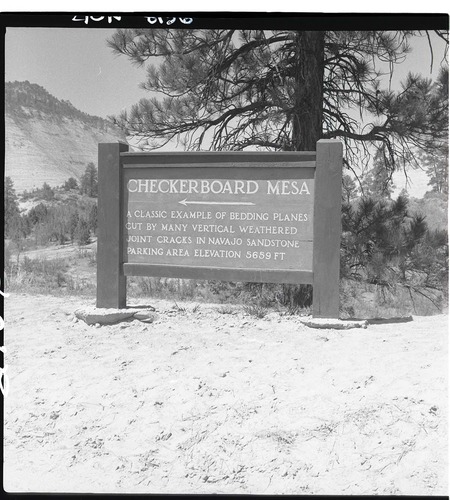 CHECKERBOARD MESA
A CLASSIC EXAMPLE OF BEDDING PLANES
CUT BY MANY VERTICAL WEATHERED
JOINT CRACKS IN NAVAJO SANDSTONE
PARKING AREA ELEVATION 5659 FT